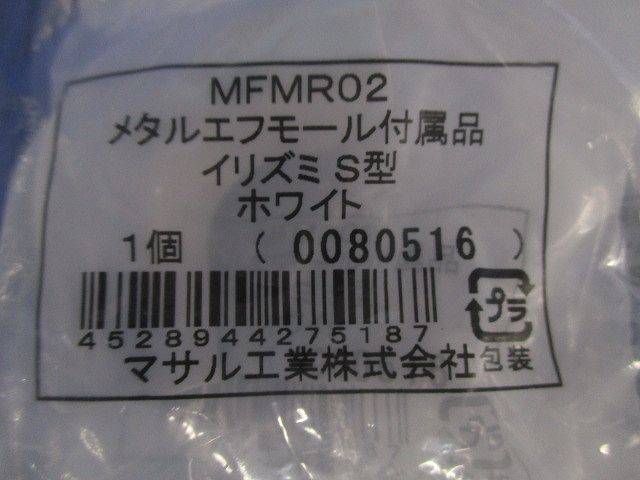 MFMR02
メタルエフモール付属品
イリズミS型
ホワイト
1個 (0080516)
4528944275187
プラ
マサル工業株式会社 包装